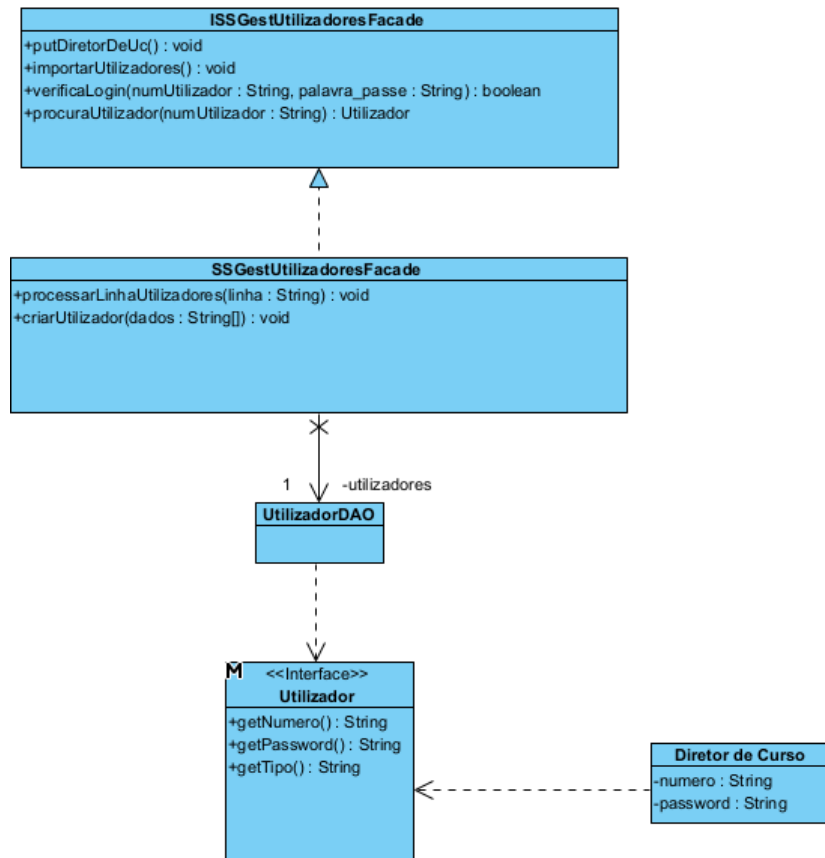 ISSGestUtilizadoresFacade
+putDiretorDeUc() : void
+importarUtilizadores() : void
+verificaLogin(numUtilizador : String, palavra_passe : String) : boolean
+procuraUtilizador(numUtilizador : String) : Utilizador
SSGestUtilizadoresFacade
+processarLinhaUtilizadores(linha : String) : void
+criarUtilizador(dados : String[]) : void
1 -utilizadores
UtilizadorDAO
M
<<Interface>>
Utilizador
+getNumero() : String
+getPassword() : String
+getTipo() : String
Diretor de Curso
-numero : String
-password : String